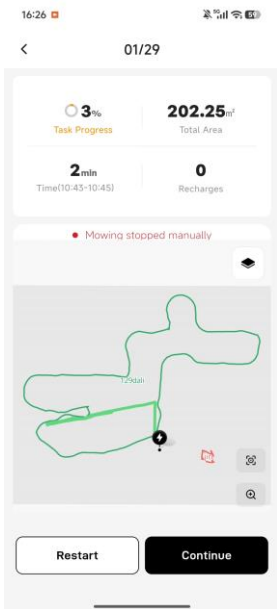 16:26
01/29
3%
Task Progress
202.25m²
Total Area
2min
Time(10:43-10:45)
0
Recharges
Mowing stopped manually
129dali
Restart
Continue